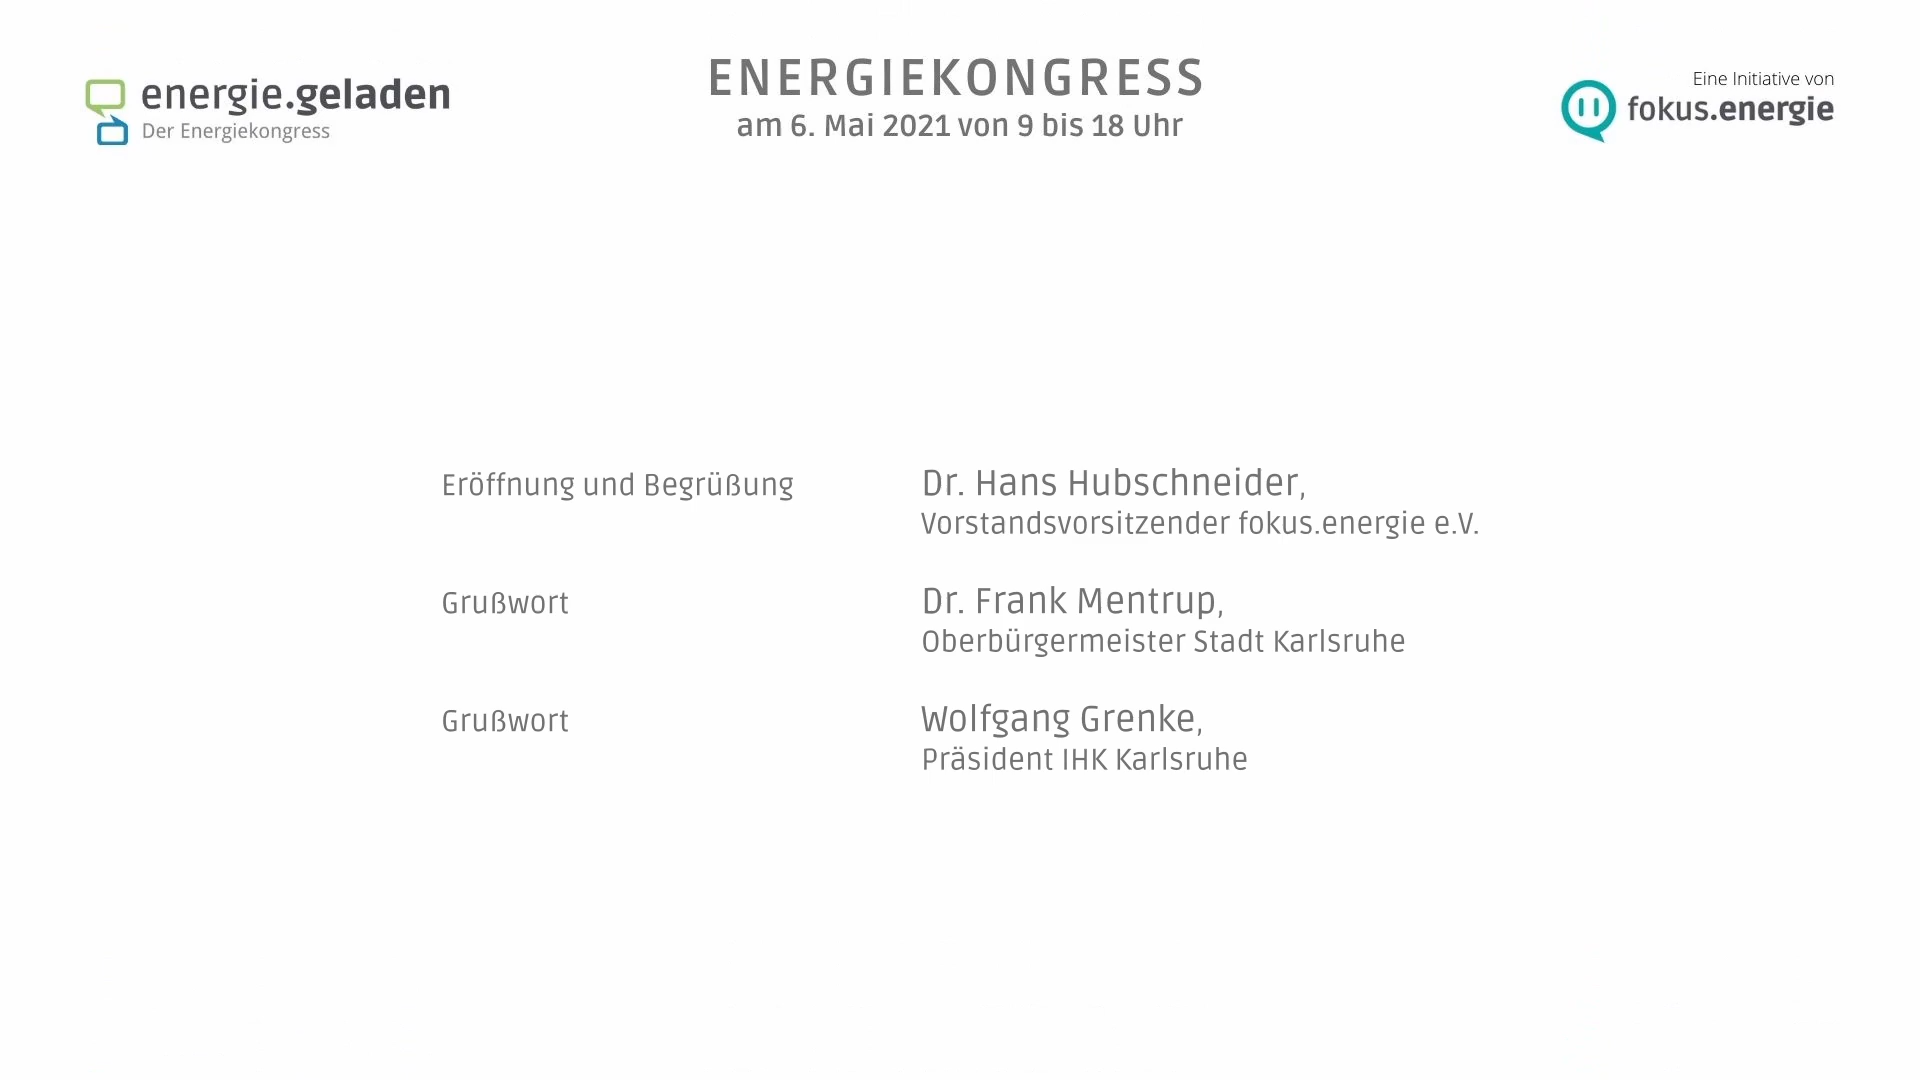 energie.geladen
Der Energiekongress
ENERGIEKONGRESS
am 6. Mai 2021 von 9 bis 18 Uhr
Eine Initiative von
fokus.energie
Eröffnung und Begrüßung
Dr. Hans Hubschneider,
Vorstandsvorsitzender fokus.energie e.V.
Grußwort
Dr. Frank Mentrup,
Oberbürgermeister Stadt Karlsruhe
Grußwort
Wolfgang Grenke,
Präsident IHK Karlsruhe